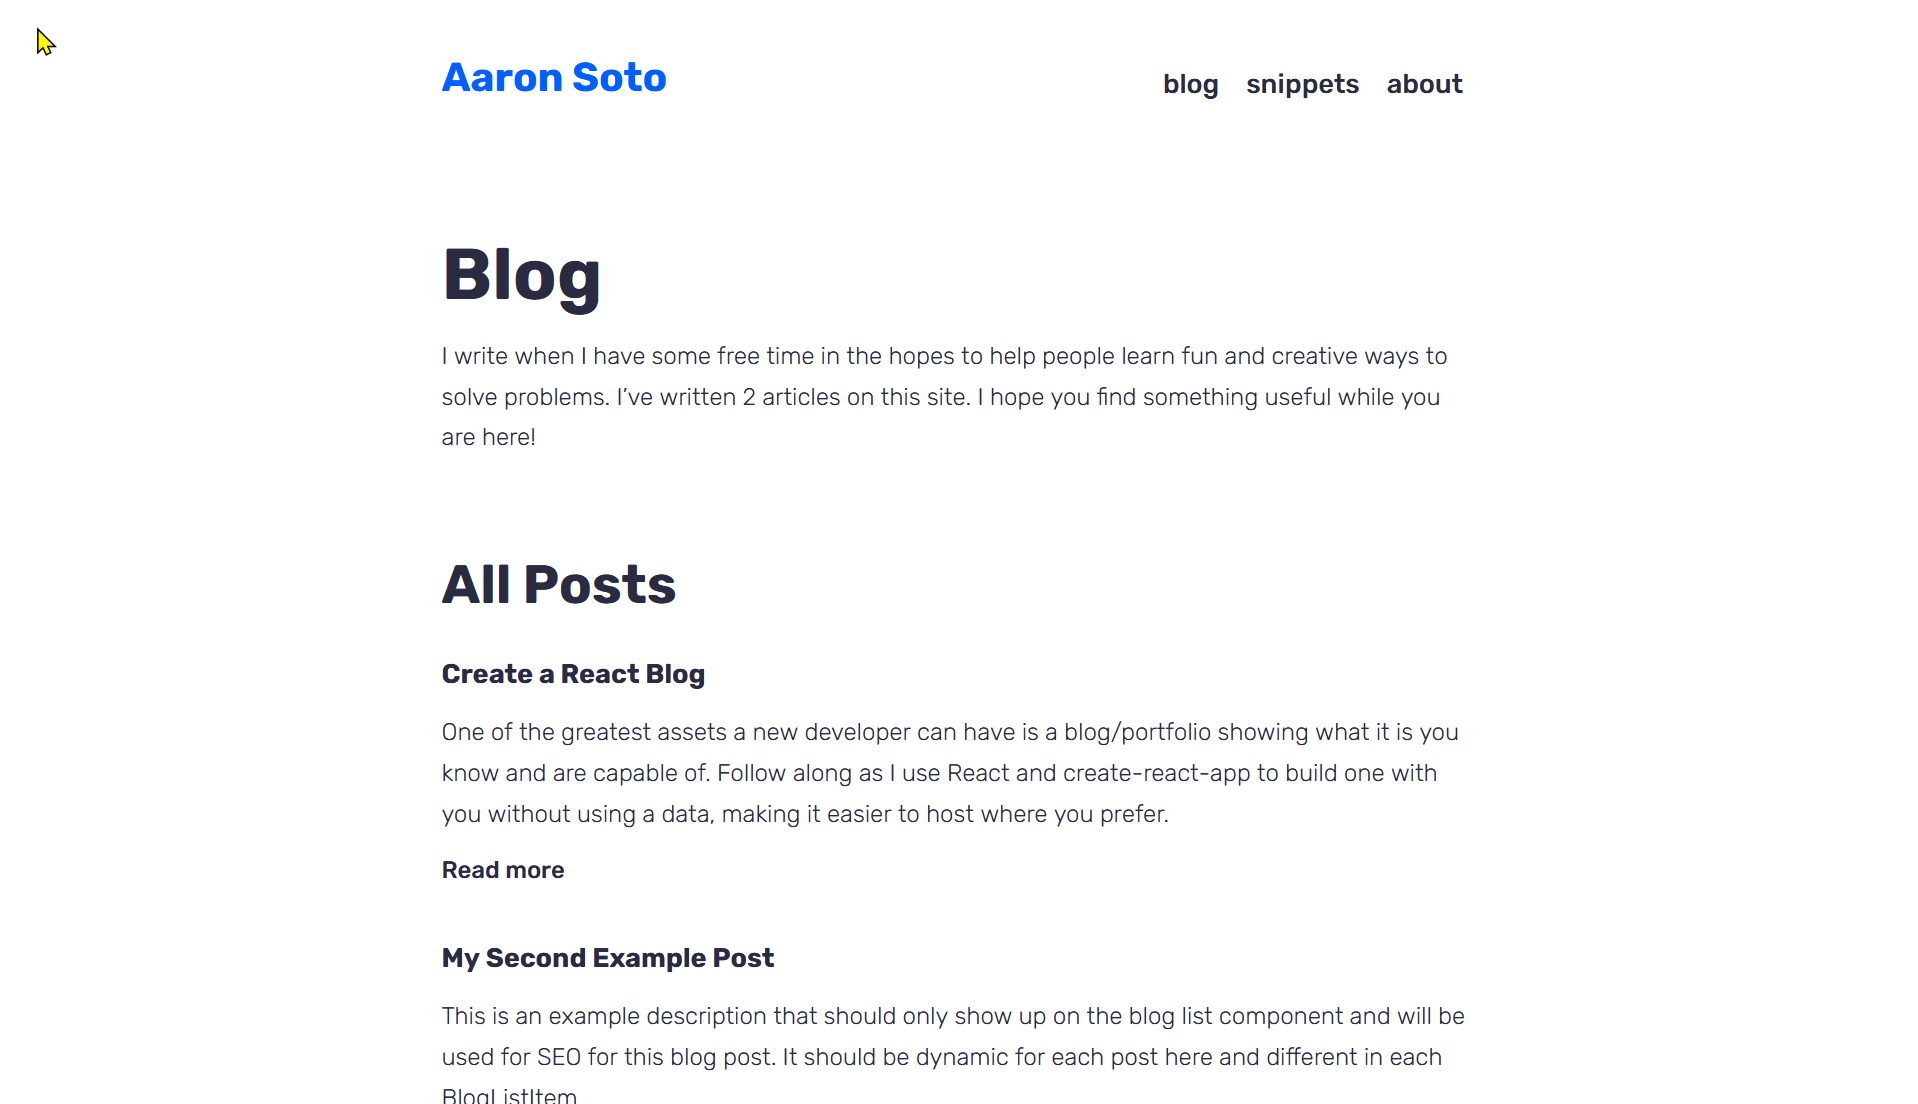 Aaron Soto
blog snippets about
Blog
I write when I have some free time in the hopes to help people learn fun and creative ways to
solve problems. I’ve written 2 articles on this site. I hope you find something useful while you
are here!
All Posts
Create a React Blog
One of the greatest assets a new developer can have is a blog/portfolio showing what it is you
know and are capable of. Follow along as I use React and create-react-app to build one with
you without using a data, making it easier to host where you prefer.
Read more
My Second Example Post
This is an example description that should only show up on the blog list component and will be
used for SEO for this blog post. It should be dynamic for each post here and different in each
BlogListItem